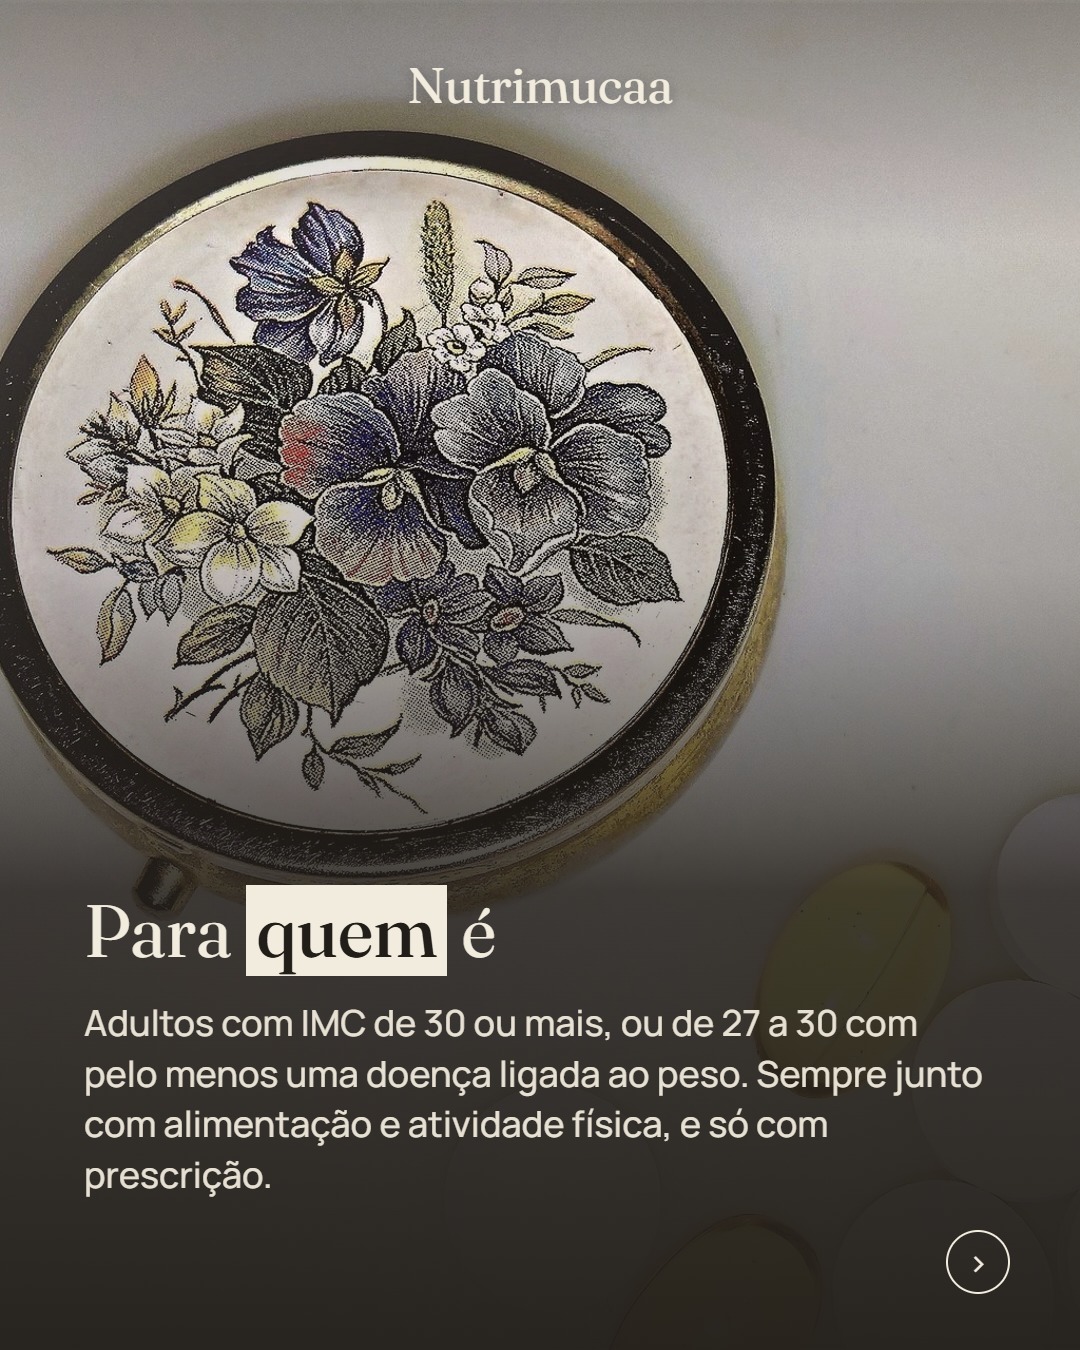 Nutrimucaa
Para quem é
Adultos com IMC de 30 ou mais, ou de 27 a 30 com
pelo menos uma doença ligada ao peso. Sempre junto
com alimentação e atividade física, e só com
prescrição.